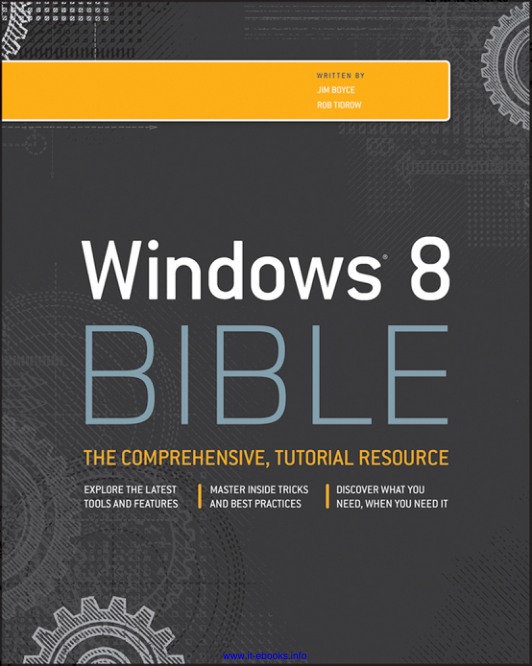 WRITTEN BY
JIM BOYCE
ROB TIDROW
Windows® 8
BIBLE
THE COMPREHENSIVE, TUTORIAL RESOURCE
EXPLORE THE LATEST
TOOLS AND FEATURES
MASTER INSIDE TRICKS
AND BEST PRACTICES
DISCOVER WHAT YOU
NEED, WHEN YOU NEED IT
www.it-ebooks.info